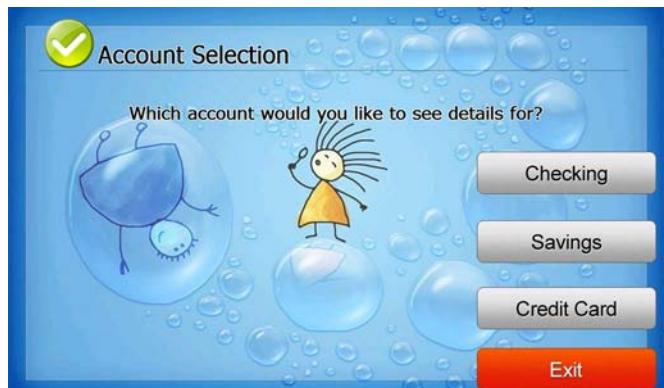 Account Selection
Which account would you like to see details for?
Checking
Savings
Credit Card
Exit